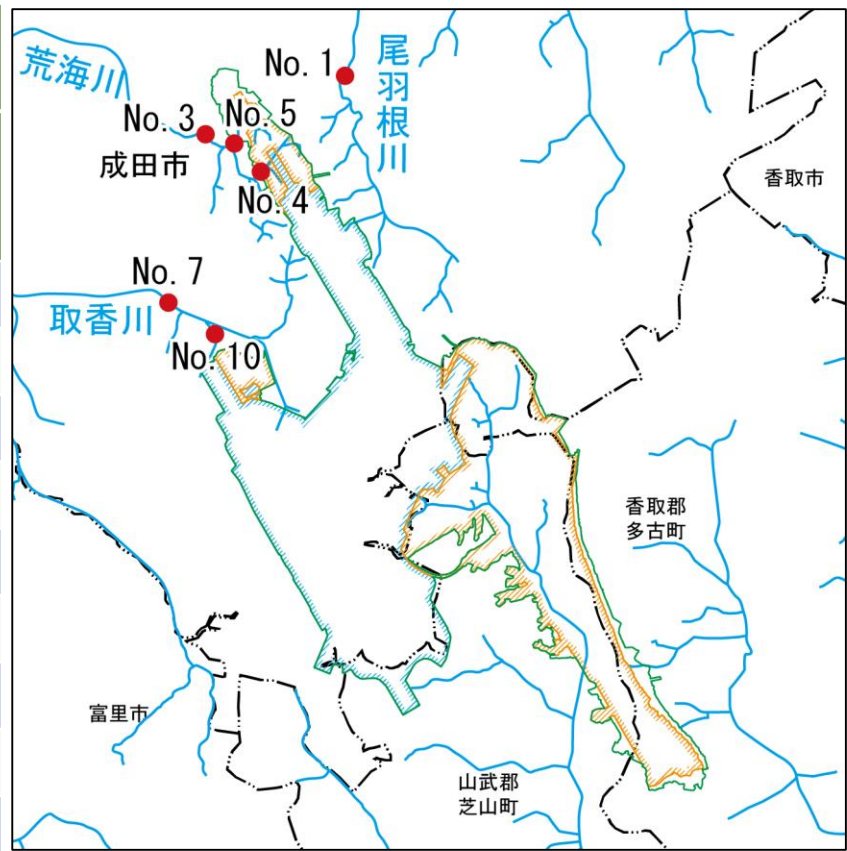 荒海川
尾羽根川
No. 1
No. 3
No. 5
成田市
No. 4
香取市
No. 7
取香川
No. 10
香取郡
多古町
富里市
山武郡
芝山町